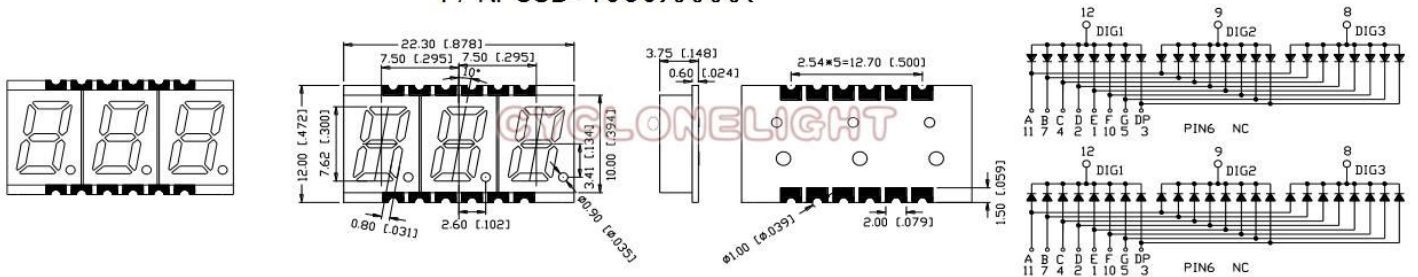 22.30 [.878]
7.50 [.295] 7.50 [.295]
10°
12.00 [.472]
7.62 [.300]
3.41 [.134]
10.00 [.394]
0.80 [.031]
2.60 [.102]
ø0.90 [ø.035]
3.75 [.148]
0.60 [.024]
2.54*5=12.70 [.500]
CYCLONELIGHT
ø1.00 [ø.039]
2.00 [.079]
1.50 [.059]
12 9 8
DIG1 DIG2 DIG3
A B C D E F G DP
11 7 4 2 1 10 5 3
PIN6 NC
12 9 8
DIG1 DIG2 DIG3
A B C D E F G DP
11 7 4 2 1 10 5 3
PIN6 NC